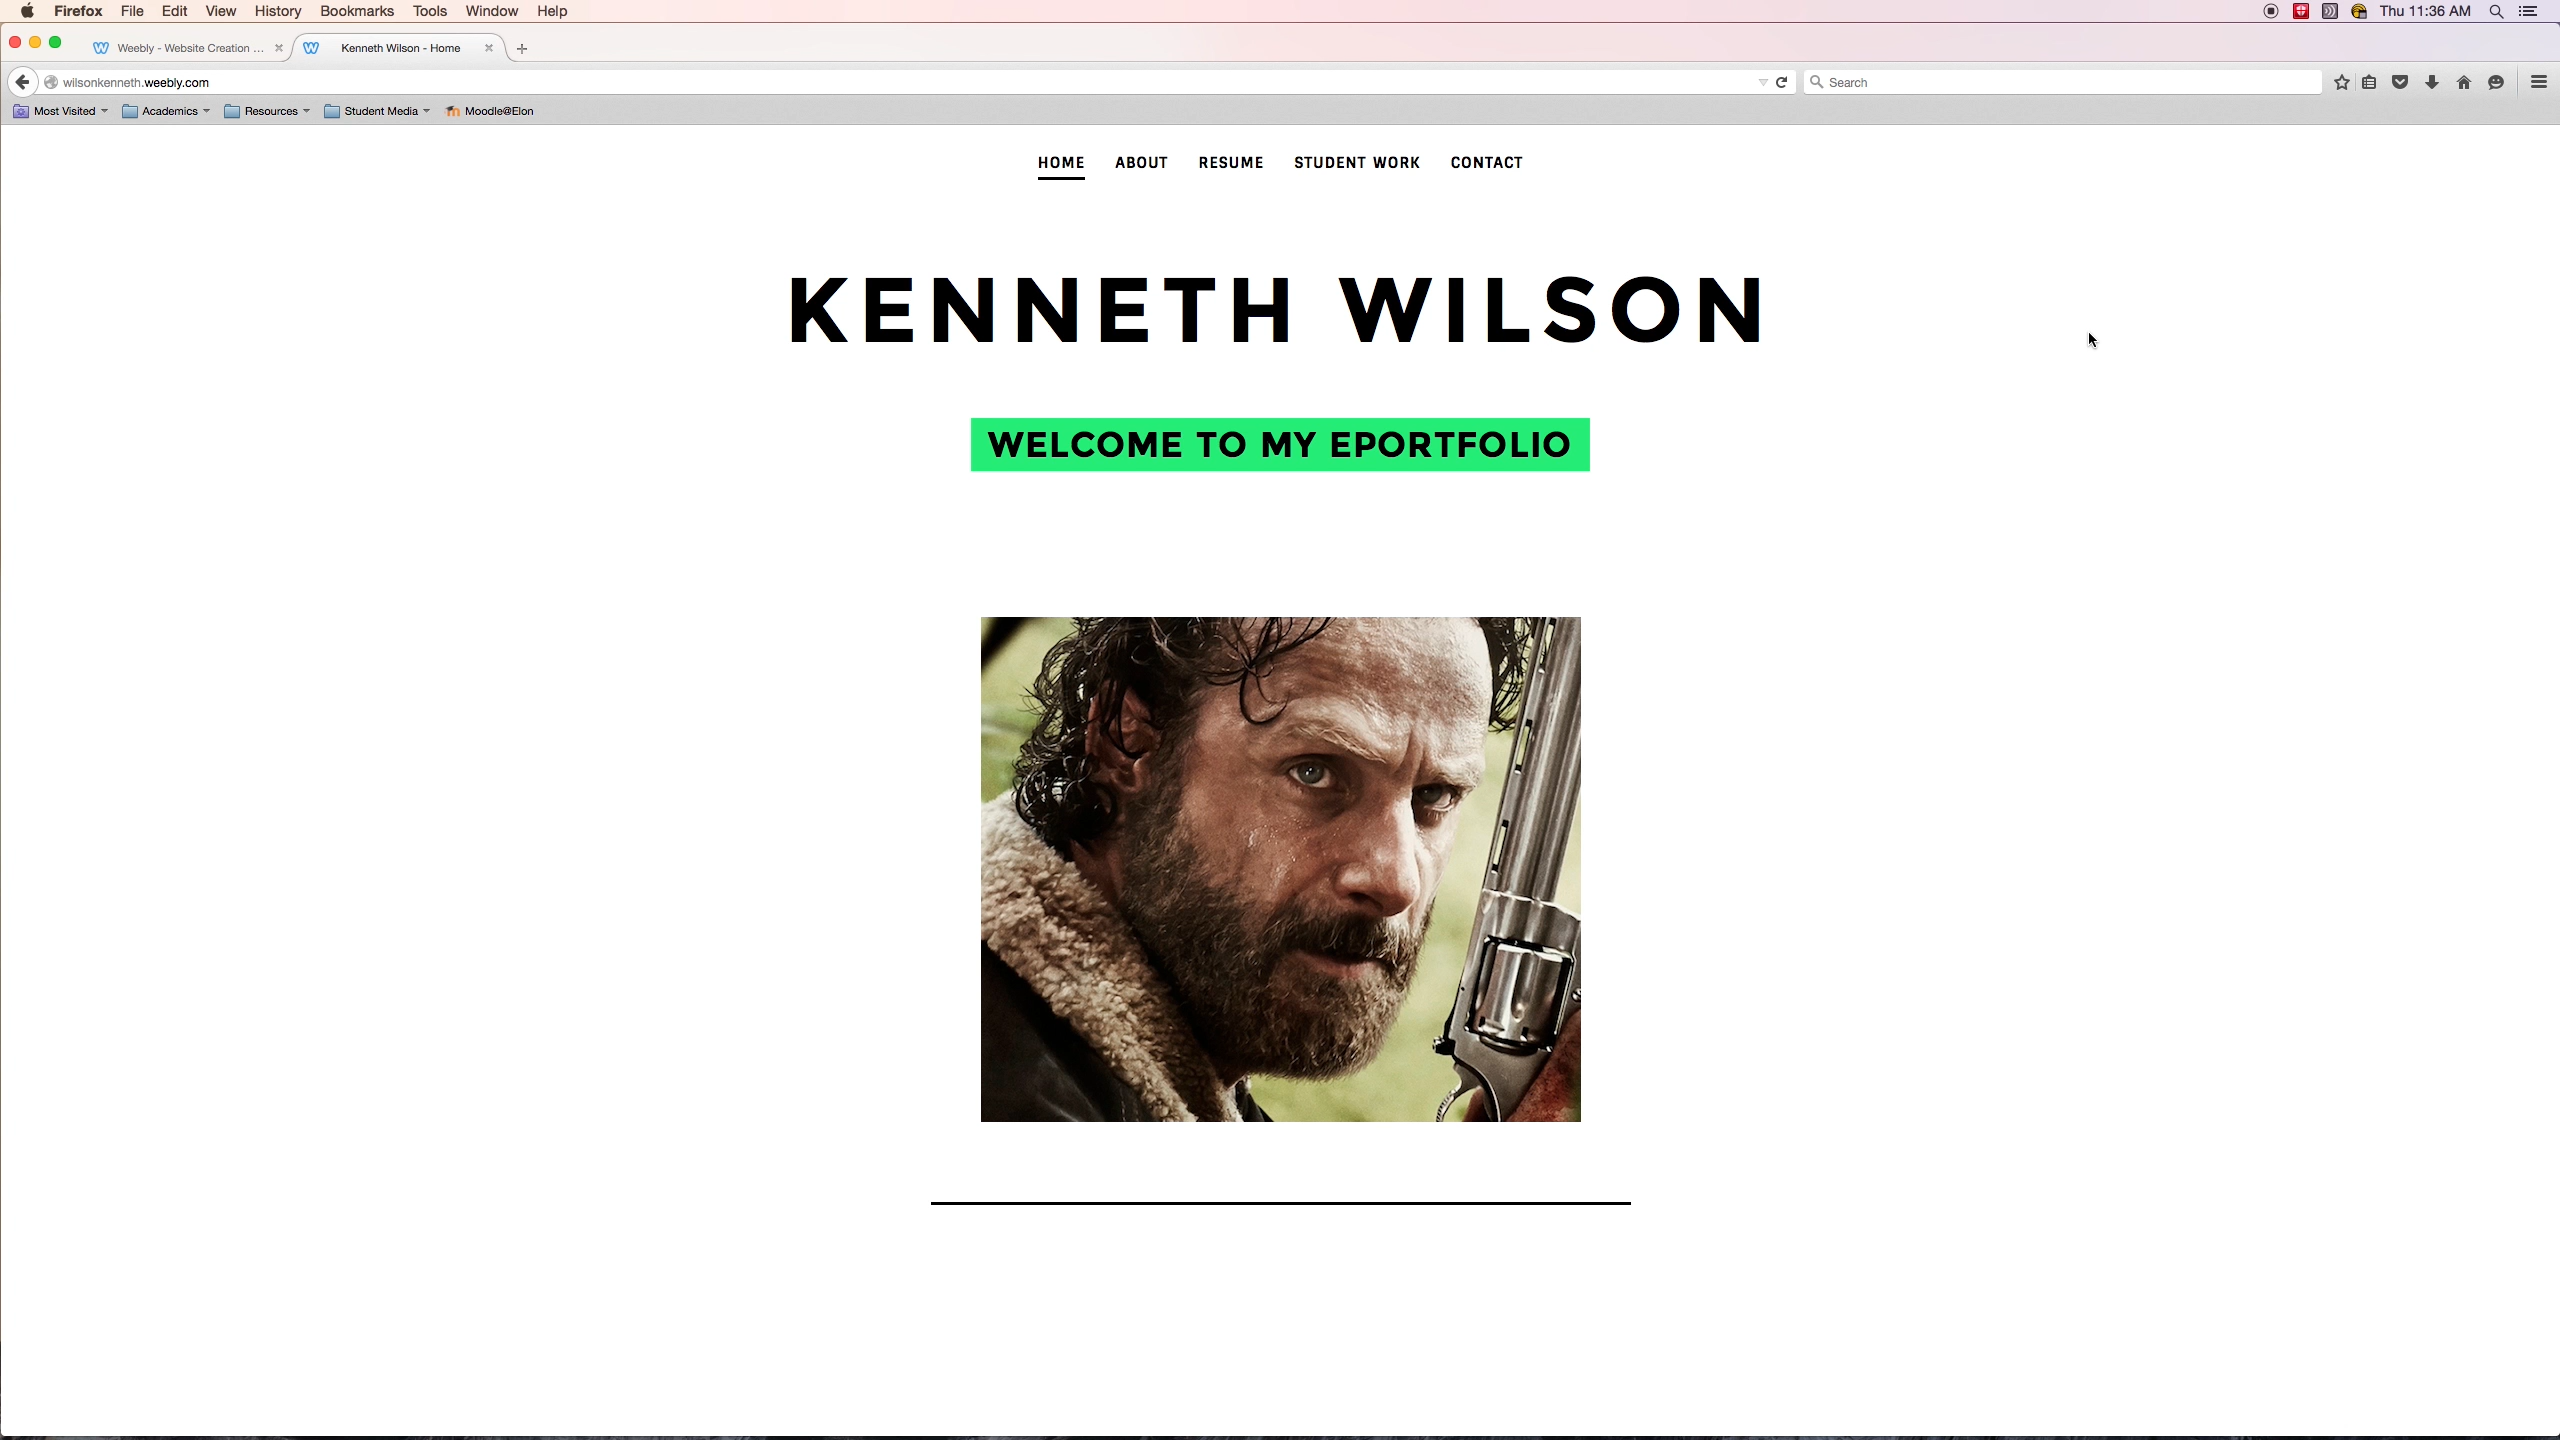 Firefox File Edit View History Bookmarks Tools Window Help Thu 11:36 AM
Weebly - Website Creation ... Kenneth Wilson - Home
wilsonkenneth.weebly.com Search
Most Visited Academics Resources Student Media Moodle@Elon
HOME ABOUT RESUME STUDENT WORK CONTACT
KENNETH WILSON
WELCOME TO MY EPORTFOLIO